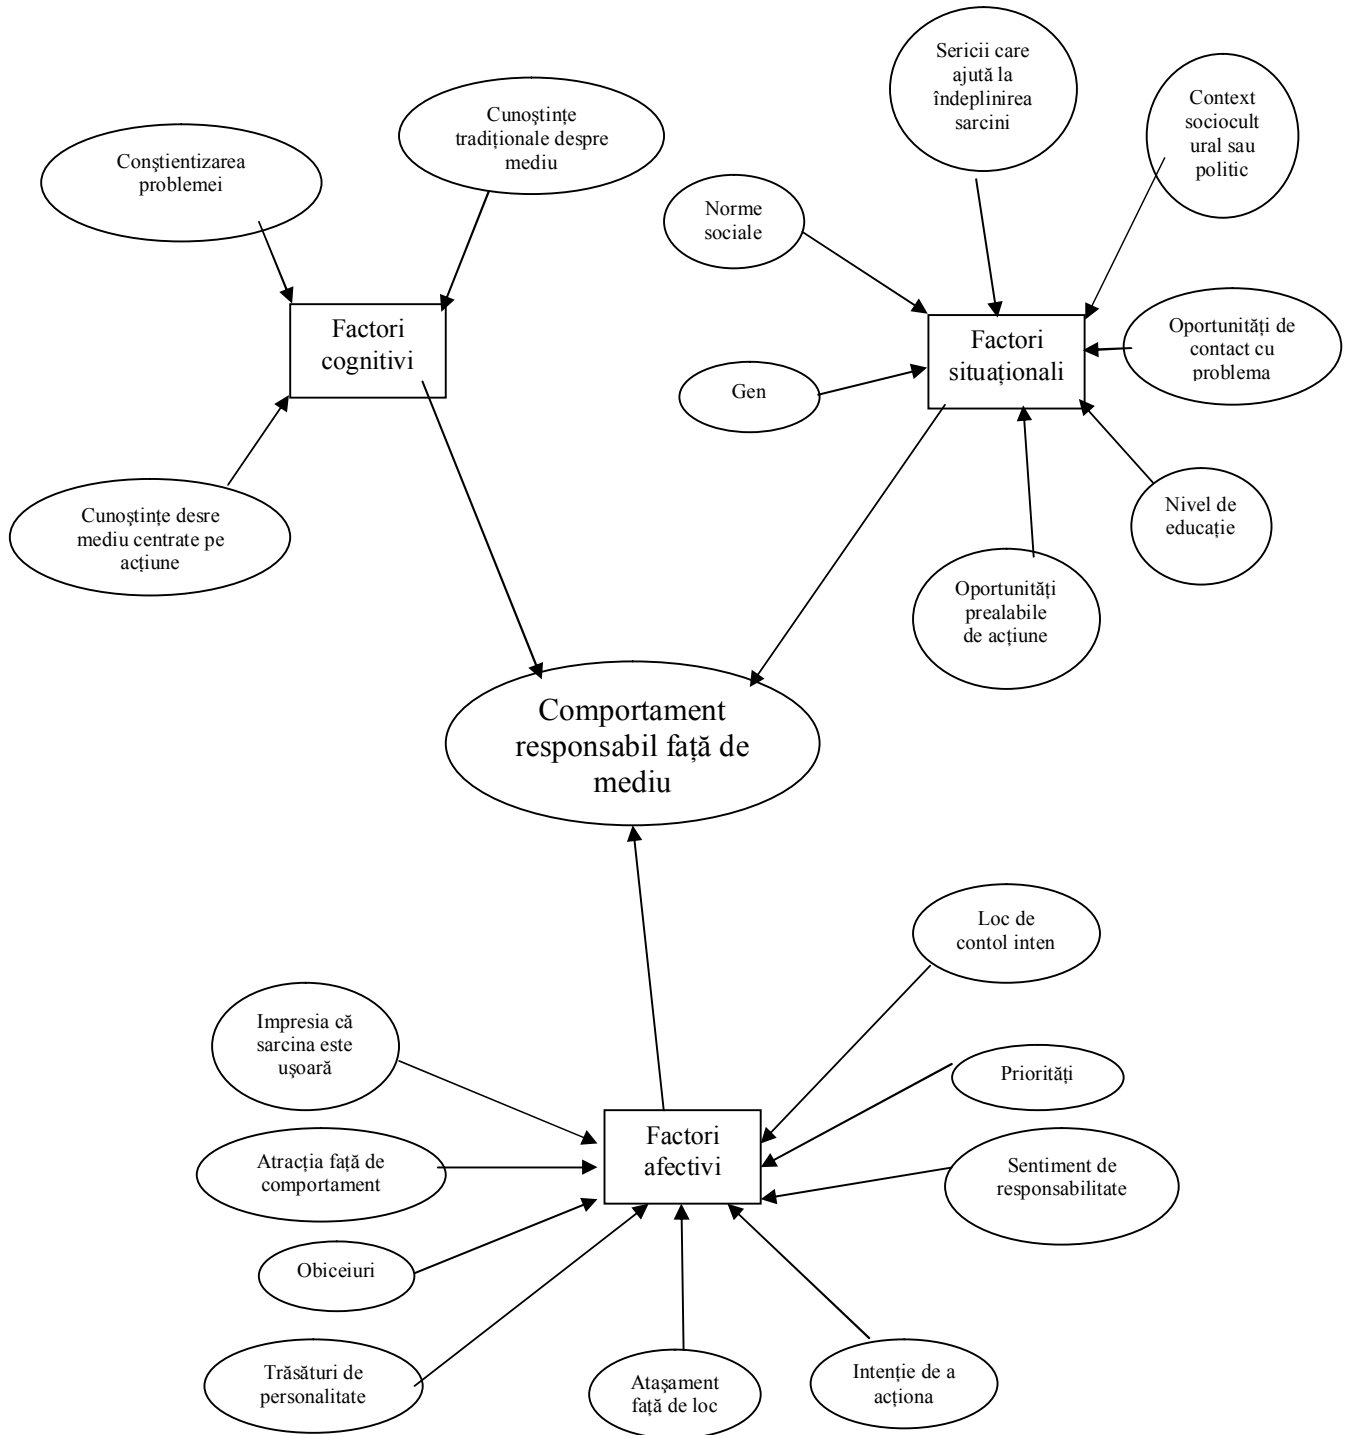 Sericii care
ajută la
îndeplinirea
sarcini
Context
sociocult
ural sau
politic
Cunoştinţe
tradiţionale despre
mediu
Conştientizarea
problemei
Norme
sociale
Factori
cognitivi
Factori
situaţionali
Oportunităţi de
contact cu
problema
Gen
Cunoştinţe desre
mediu centrate pe
acţiune
Nivel de
educaţie
Oportunităţi
prealabile
de acţiune
Comportament
responsabil faţă de
mediu
Loc de
contol inten
Impresia că
sarcina este
uşoară
Priorităţi
Factori
afectivi
Atracţia faţă de
comportament
Sentiment de
responsabilitate
Obiceiuri
Trăsături de
personalitate
Ataşament
faţă de loc
Intenţie de a
acţiona